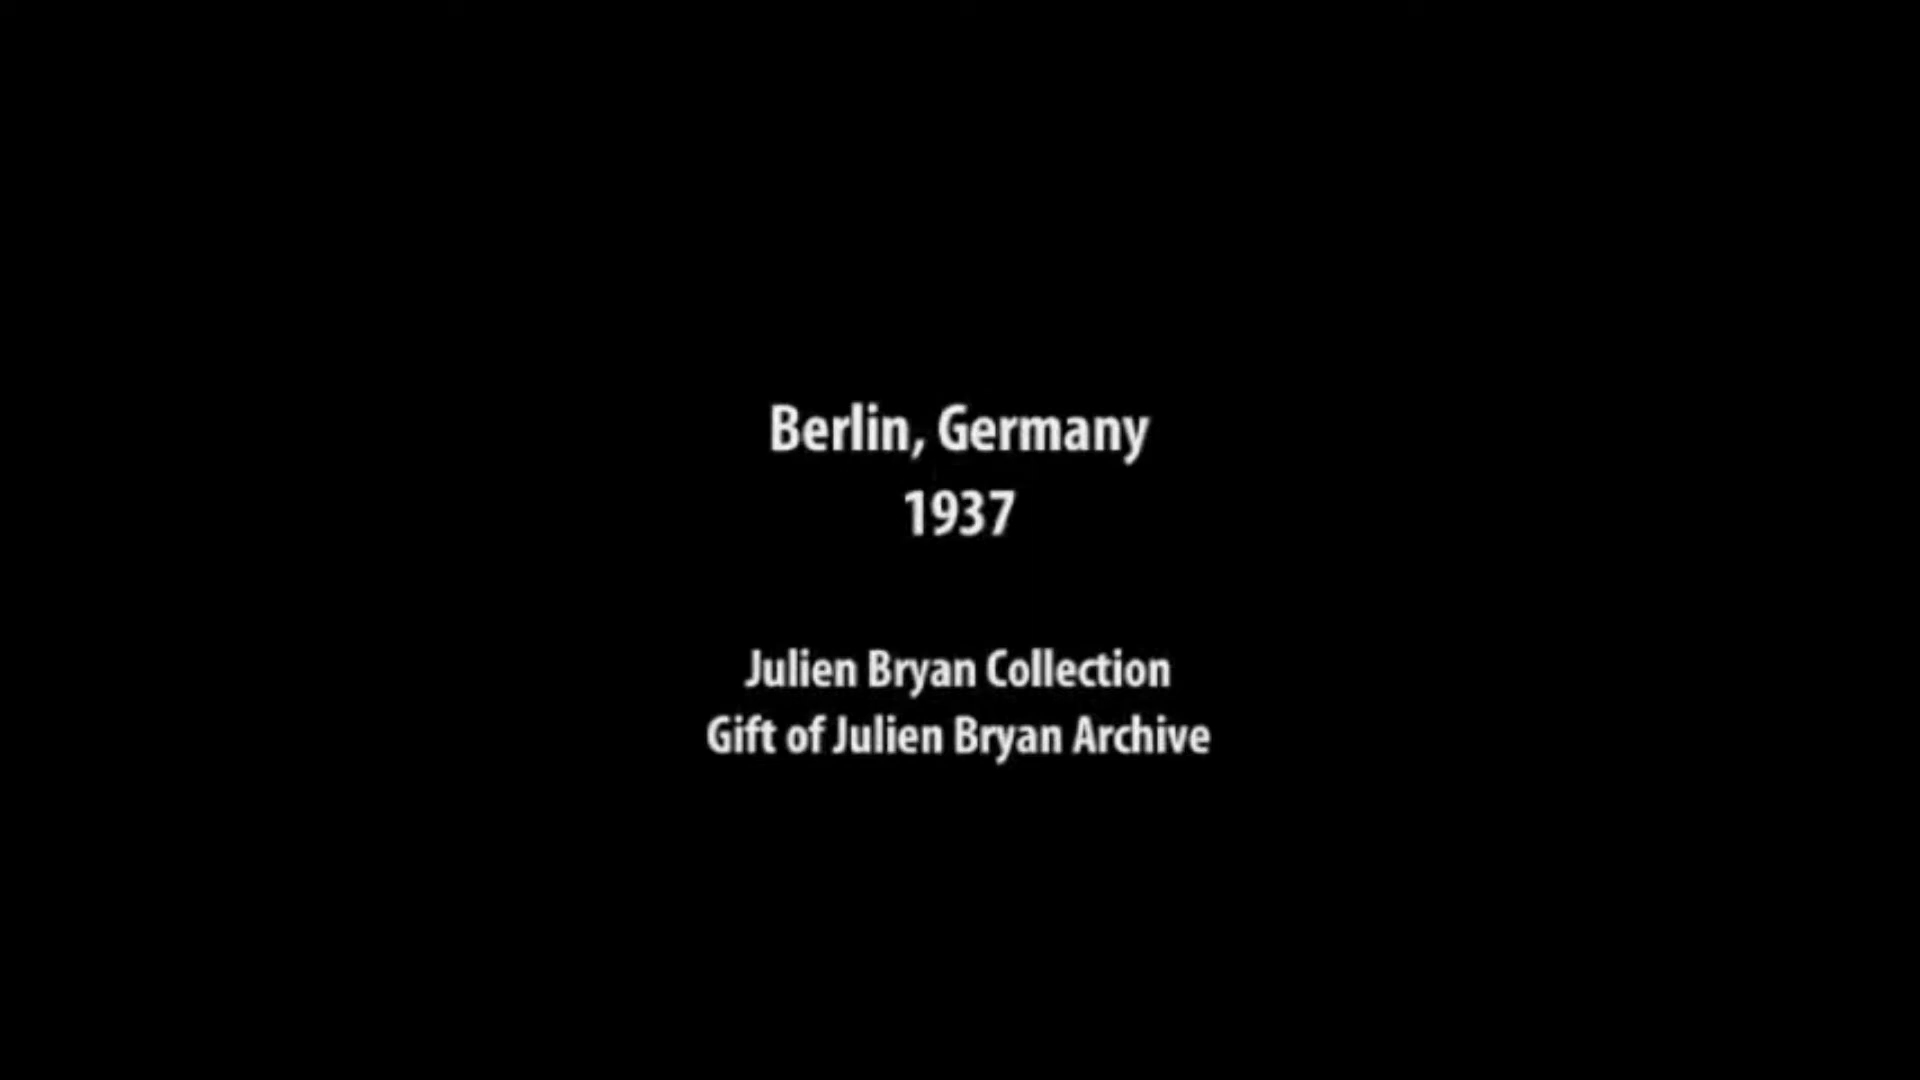 Berlin, Germany
1937
Julien Bryan Collection
Gift of Julien Bryan Archive